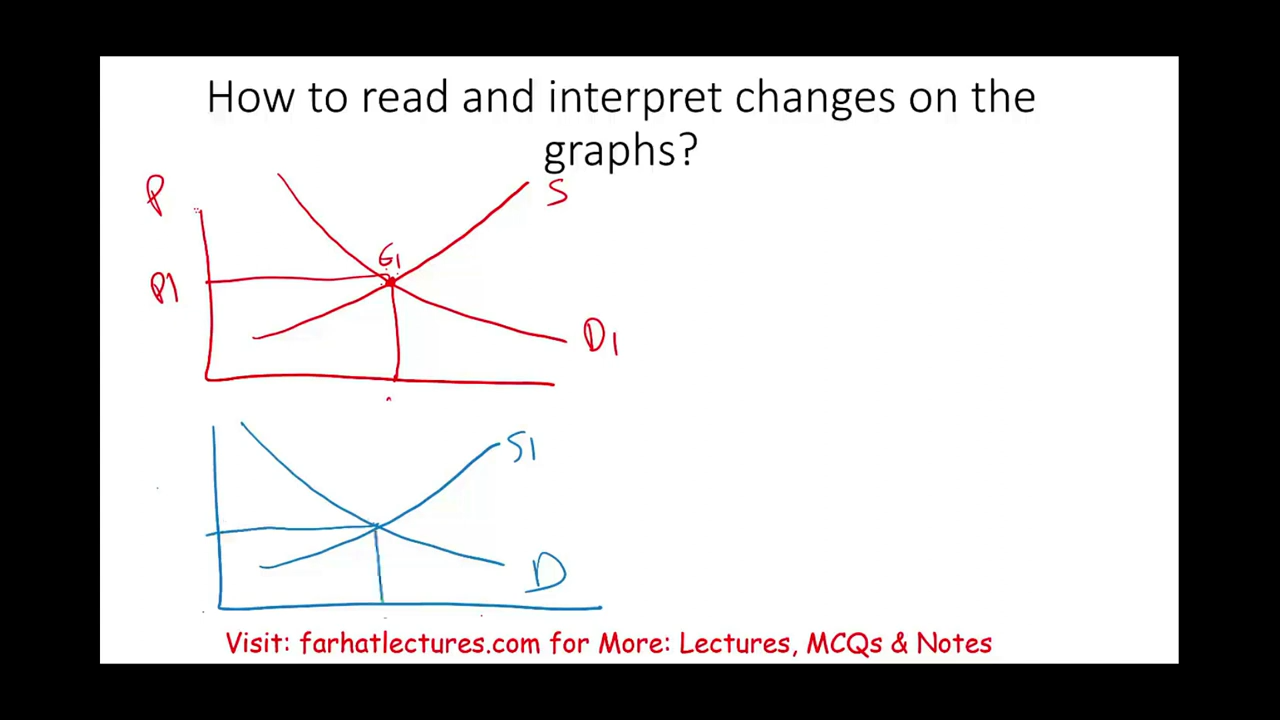 How to read and interpret changes on the
graphs?
P
S
E1
P1
D1
S1
D
Visit: farhatlectures.com for More: Lectures, MCQs & Notes